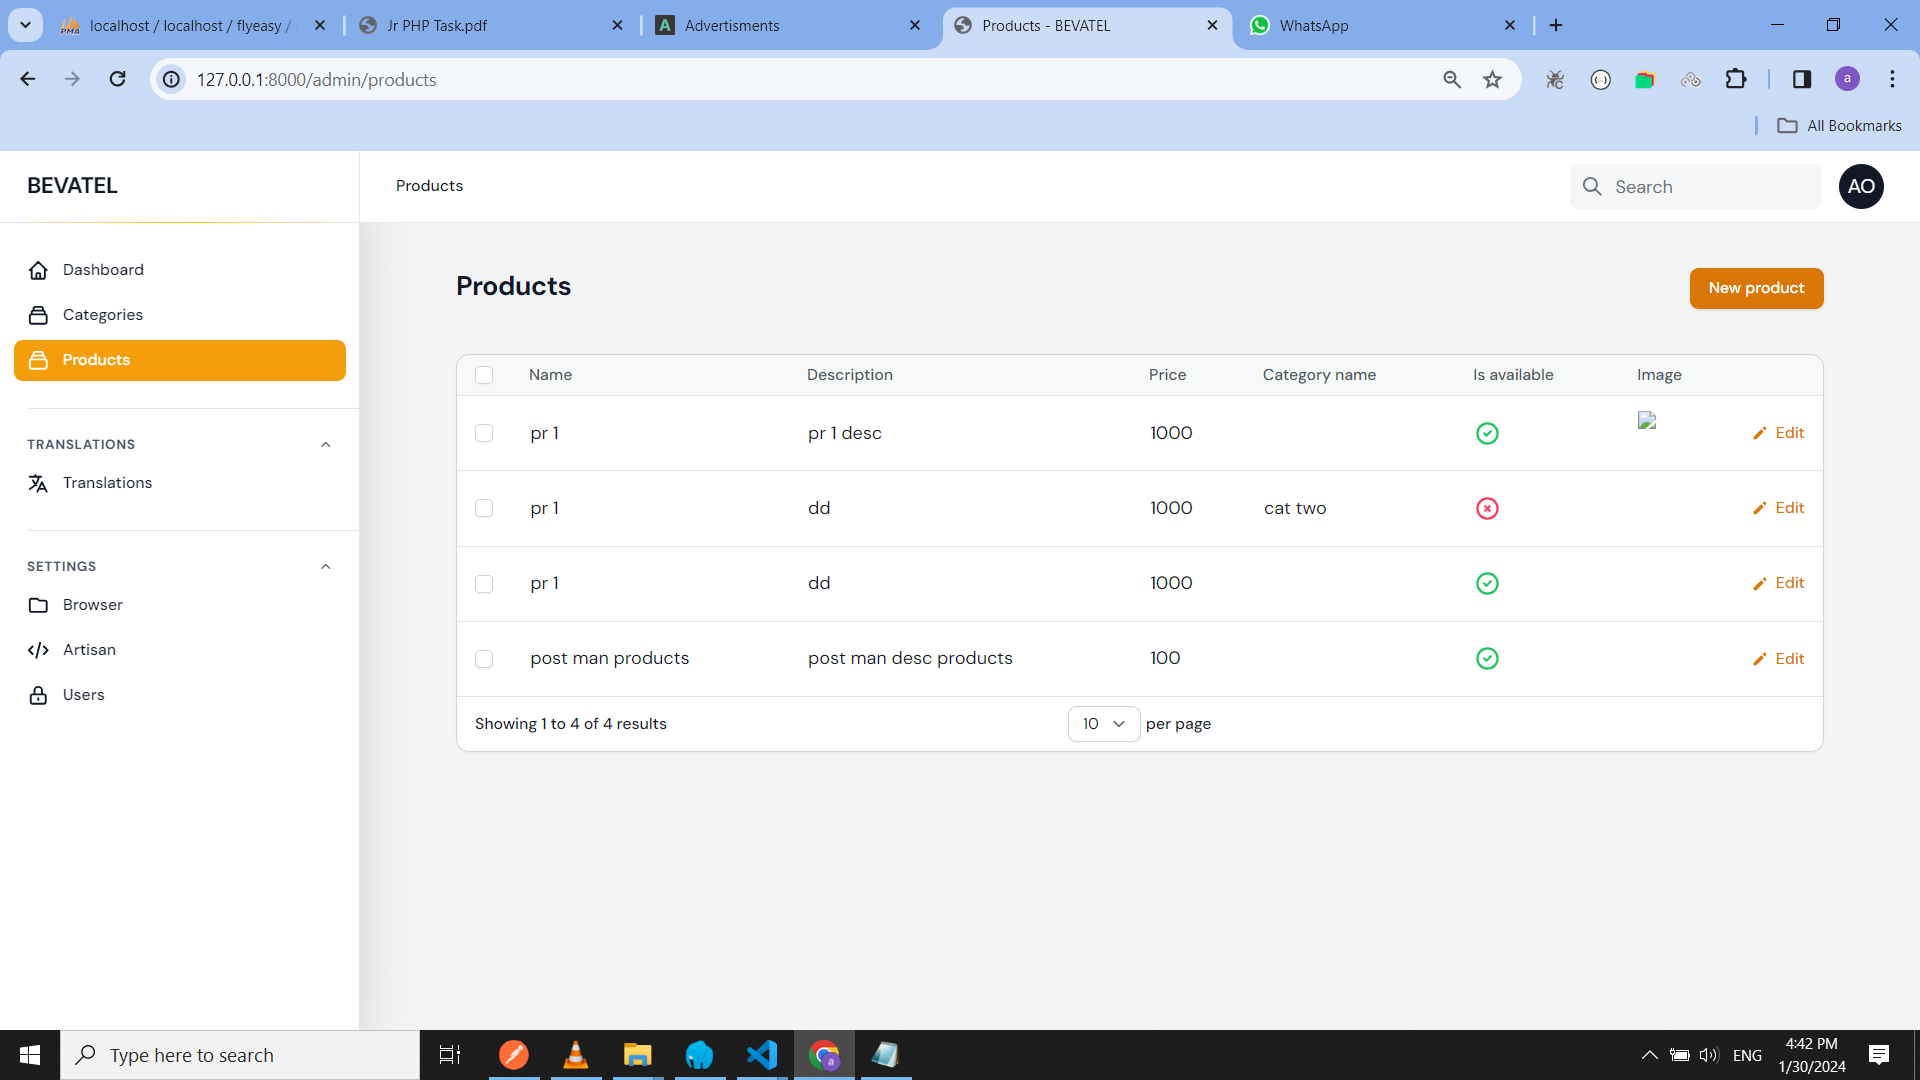 localhost / localhost / flyeasy /
Jr PHP Task.pdf
Advertisments
Products - BEVATEL
WhatsApp
127.0.0.1:8000/admin/products
a
All Bookmarks
BEVATEL
Products
Search
AO
Dashboard
Categories
Products
TRANSLATIONS
Translations
SETTINGS
Browser
Artisan
Users
Products
New product
Name Description Price Category name Is available Image
pr 1 pr 1 desc 1000 Edit
pr 1 dd 1000 cat two Edit
pr 1 dd 1000 Edit
post man products post man desc products 100 Edit
Showing 1 to 4 of 4 results 10 per page
Type here to search
ENG
4:42 PM
1/30/2024